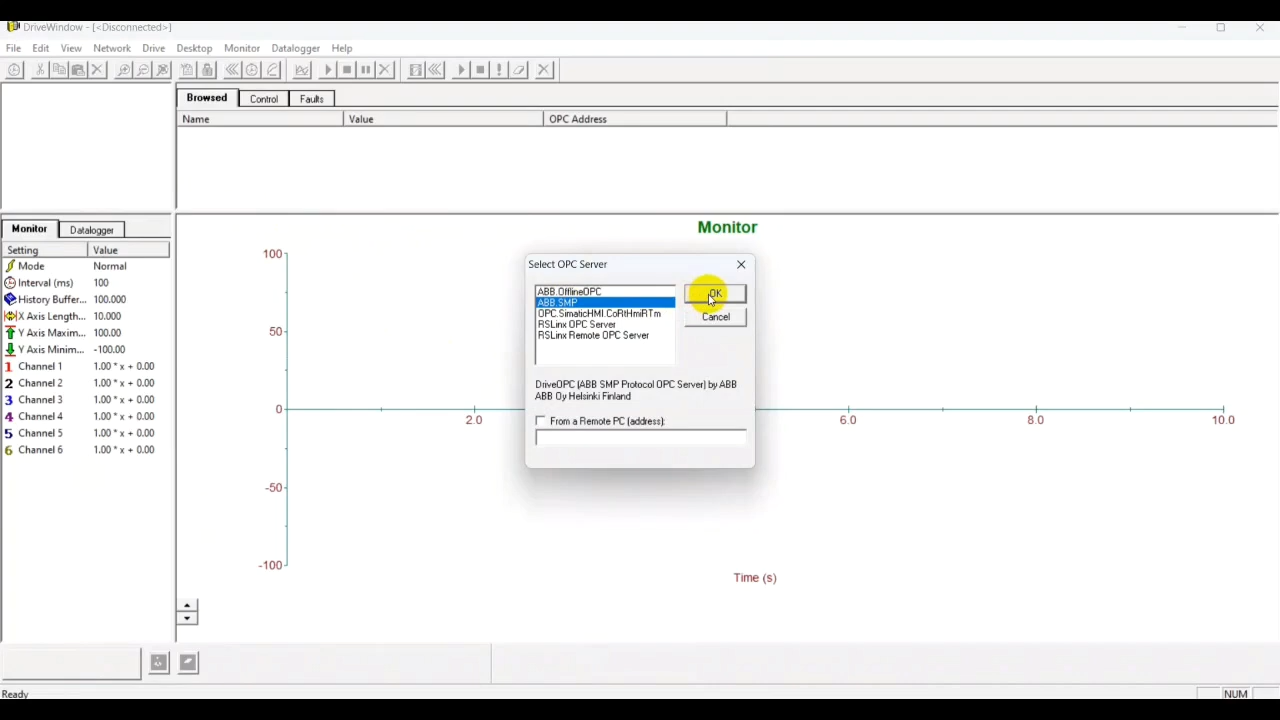 DriveWindow - [<Disconnected>]
File Edit View Network Drive Desktop Monitor Datalogger Help
Browsed Control Faults
Name Value OPC Address
Monitor Datalogger
Setting Value
Mode Normal
Interval (ms) 100
History Buffer... 100.000
X Axis Length... 10.000
Y Axis Maxim... 100.00
Y Axis Minim... -100.00
1 Channel 1 1.00 * x + 0.00
2 Channel 2 1.00 * x + 0.00
3 Channel 3 1.00 * x + 0.00
4 Channel 4 1.00 * x + 0.00
5 Channel 5 1.00 * x + 0.00
6 Channel 6 1.00 * x + 0.00
Monitor
100
50
0
-50
-100
2.0 6.0 8.0 10.0
Time (s)
Select OPC Server
ABB.OfflineOPC
ABB.SMP
OPC.SimaticHMI.CoRtHmiRTm
RSLinx OPC Server
RSLinx Remote OPC Server
OK
Cancel
DriveOPC (ABB SMP Protocol OPC Server) by ABB
ABB Oy Helsinki Finland
From a Remote PC (address):
Ready NUM